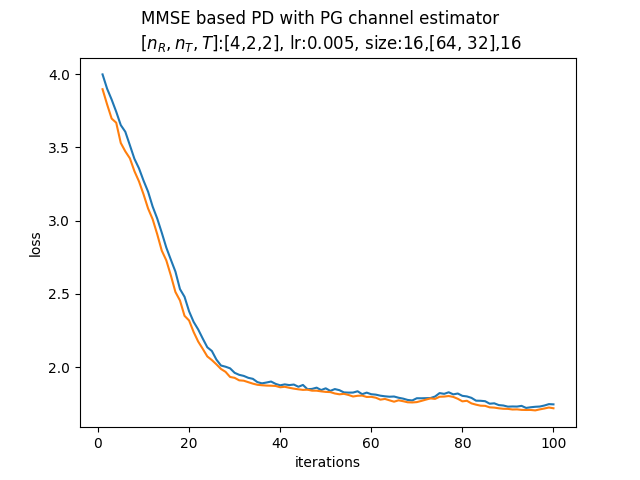 MMSE based PD with PG channel estimator
[n_R, n_T, T]:[4,2,2], lr:0.005, size:16,[64, 32],16
4.0
3.5
3.0
2.5
2.0
loss
0 20 40 60 80 100
iterations